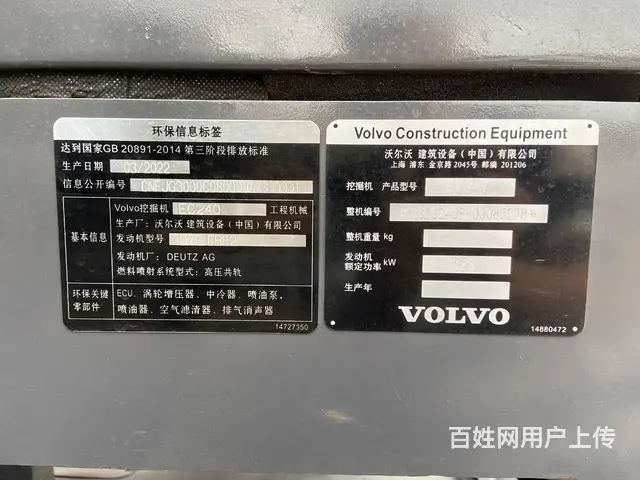 环保信息标签
达到国家GB 20891-2014 第三阶段排放标准
生产日期 03/2022
信息公开编号
基本信息
Volvo挖掘机 EC240 工程机械
生产厂: 沃尔沃 建筑设备(中国)有限公司
发动机型号
发动机厂: DEUTZ AG
燃料喷射系统型式: 高压共轨
环保关键零部件
ECU、涡轮增压器、中冷器、喷油泵、
喷油器、空气滤清器、排气消声器
14727350
Volvo Construction Equipment
沃尔沃 建筑设备(中国)有限公司
上海 浦东 金京路 2045号 邮编 201206
挖掘机 产品型号
整机编号
整机重量 kg
发动机额定功率 kW
生产年
VOLVO
14880472
百姓网用户上传